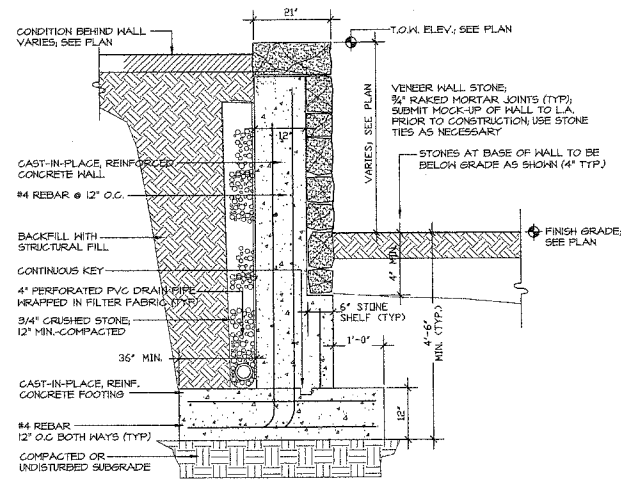 21"
CONDITION BEHIND WALL
VARIES; SEE PLAN
T.O.W. ELEV.; SEE PLAN
VENEER WALL STONE;
3/4" RAKED MORTAR JOINTS (TYP);
SUBMIT MOCK-UP OF WALL TO L.A.
PRIOR TO CONSTRUCTION; USE STONE
TIES AS NECESSARY
VARIES; SEE PLAN
12"
CAST-IN-PLACE, REINFORCED
CONCRETE WALL
STONES AT BASE OF WALL TO BE
BELOW GRADE AS SHOWN (4" TYP.)
#4 REBAR @ 12" O.C.
BACKFILL WITH
STRUCTURAL FILL
FINISH GRADE;
SEE PLAN
CONTINUOUS KEY
4" MIN.
4" PERFORATED PVC DRAIN PIPE
WRAPPED IN FILTER FABRIC (TYP)
6" STONE
SHELF (TYP)
3/4" CRUSHED STONE;
12" MIN.-COMPACTED
1'-0"
4'-6"
MIN. (TYP.)
36" MIN.
CAST-IN-PLACE, REINF.
CONCRETE FOOTING
12"
#4 REBAR
12" O.C BOTH WAYS (TYP)
COMPACTED OR
UNDISTURBED SUBGRADE